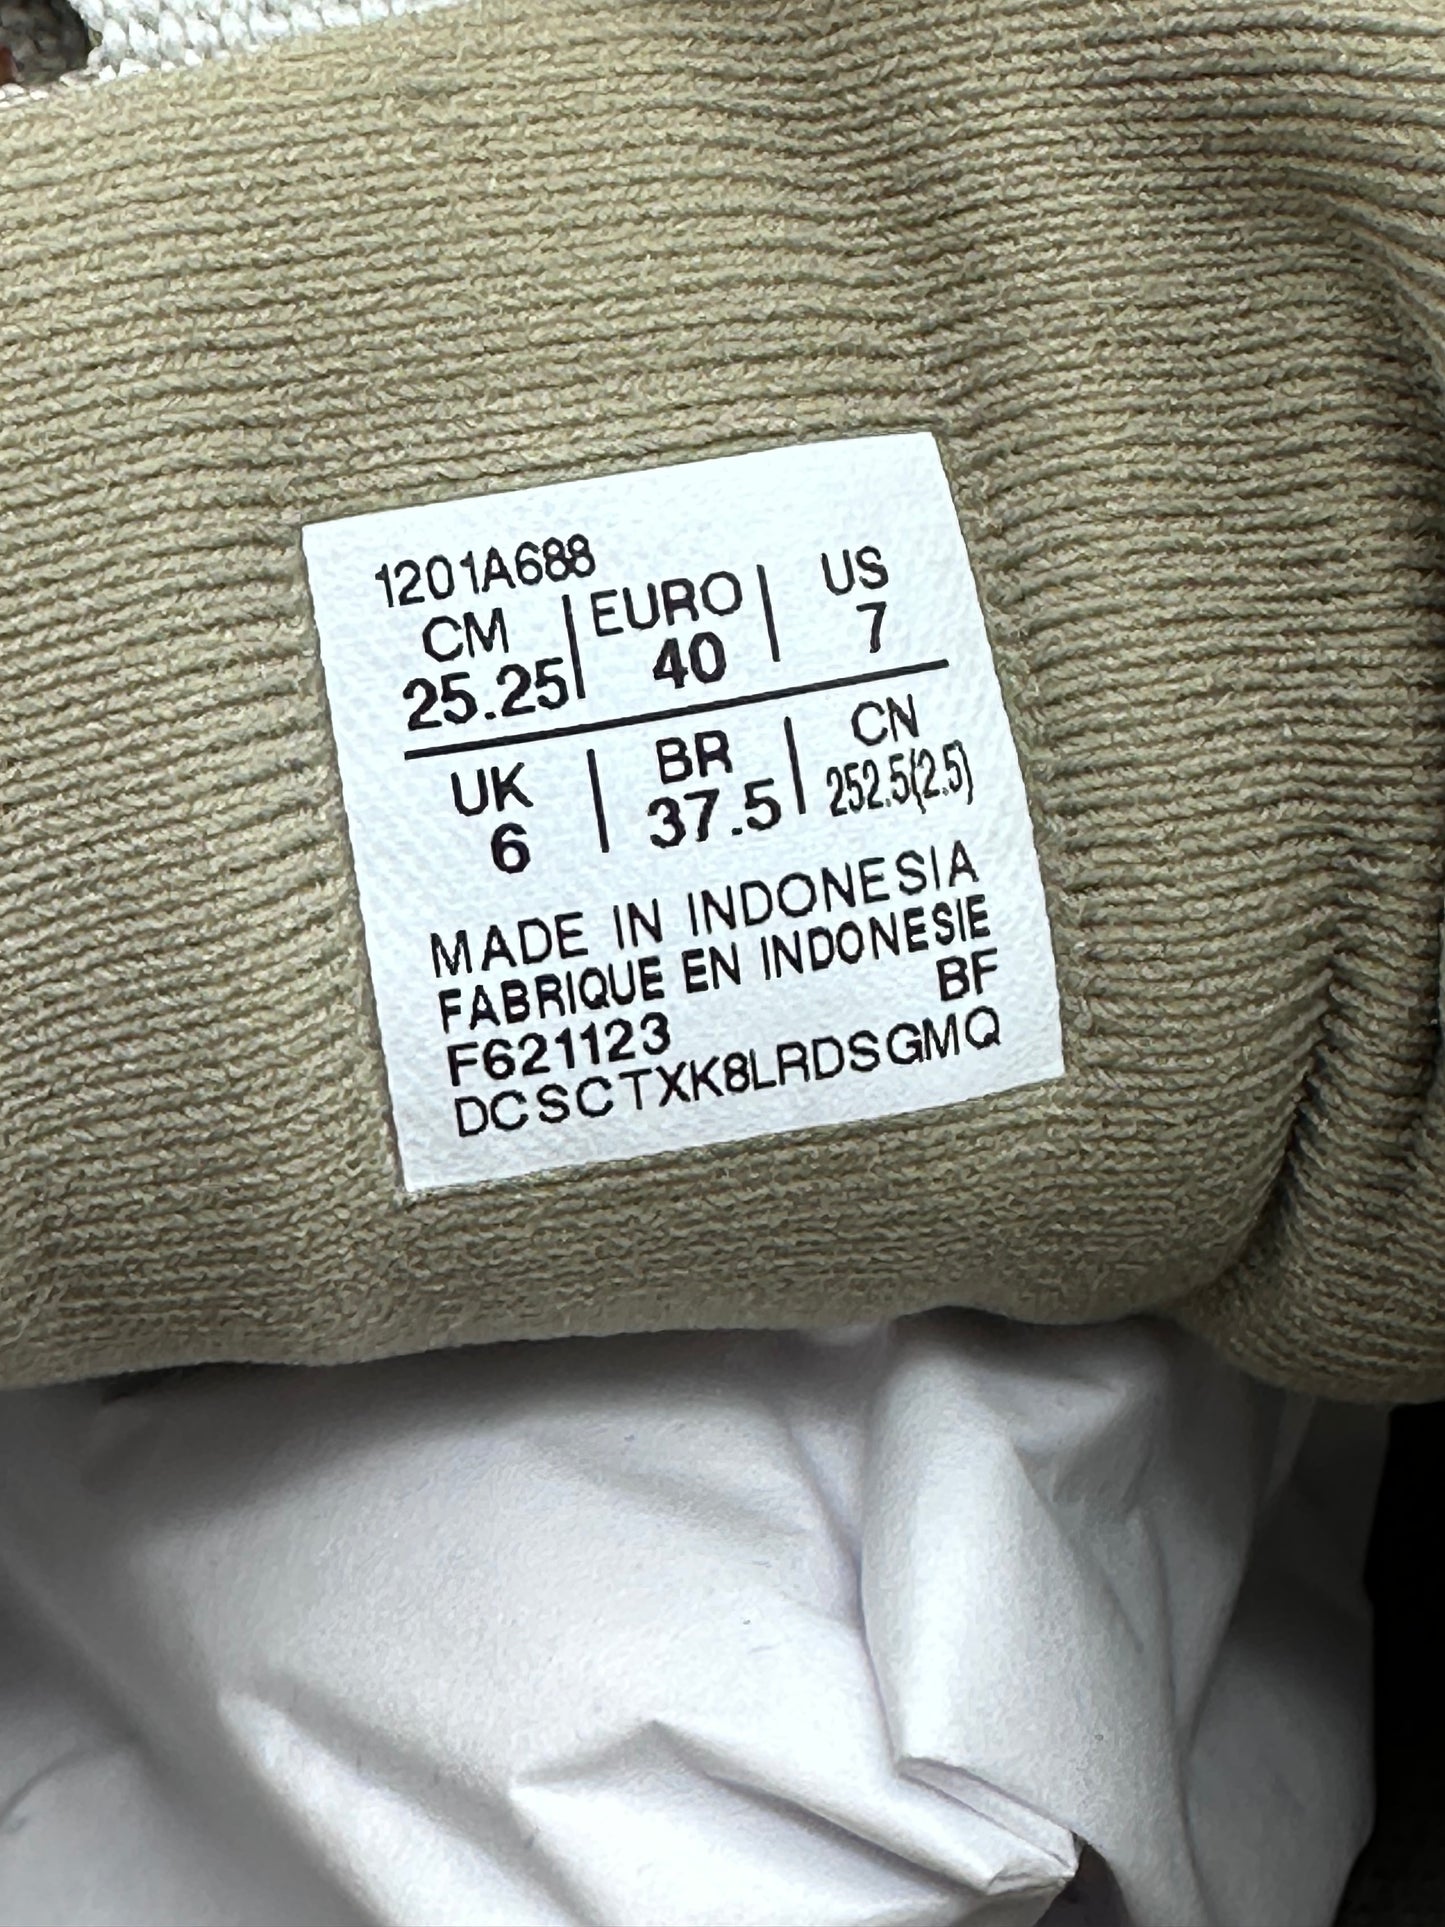 1201A688
CM | EURO | US
25.25 | 40 | 7
UK | BR | CN
6 | 37.5 | 252.5(2.5)
MADE IN INDONESIA
FABRIQUE EN INDONESIE
F621123 BF
DCSCTXK8LRDSGMQ